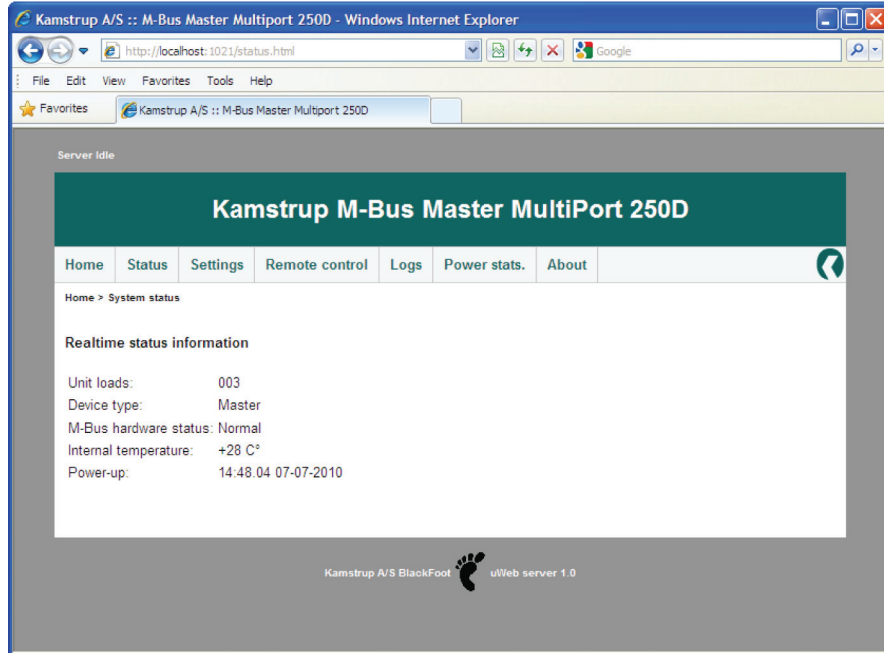 Kamstrup A/S :: M-Bus Master Multiport 250D - Windows Internet Explorer
http://localhost:1021/status.html
Google
File Edit View Favorites Tools Help
Favorites
Kamstrup A/S :: M-Bus Master Multiport 250D
Server Idle
Kamstrup M-Bus Master MultiPort 250D
Home Status Settings Remote control Logs Power stats. About
Home > System status
Realtime status information
Unit loads: 003
Device type: Master
M-Bus hardware status: Normal
Internal temperature: +28 C°
Power-up: 14:48.04 07-07-2010
Kamstrup A/S BlackFoot uWeb server 1.0